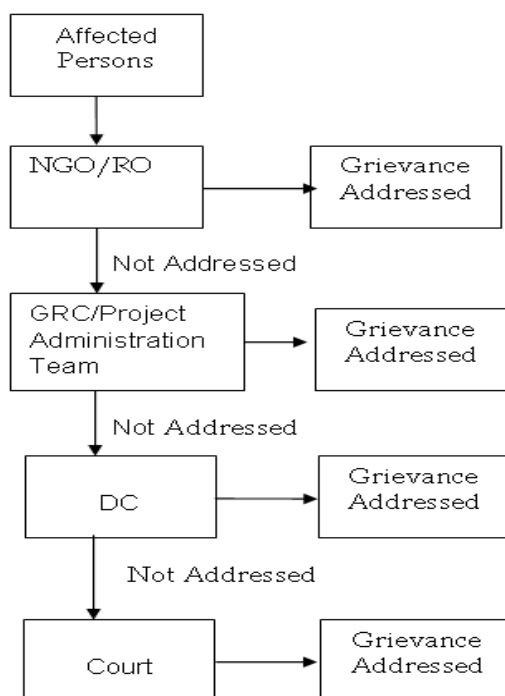 Affected
Persons
NGO/RO
Grievance
Addressed
Not Addressed
GRC/Project
Administration
Team
Grievance
Addressed
Not Addressed
DC
Grievance
Addressed
Not Addressed
Court
Grievance
Addressed